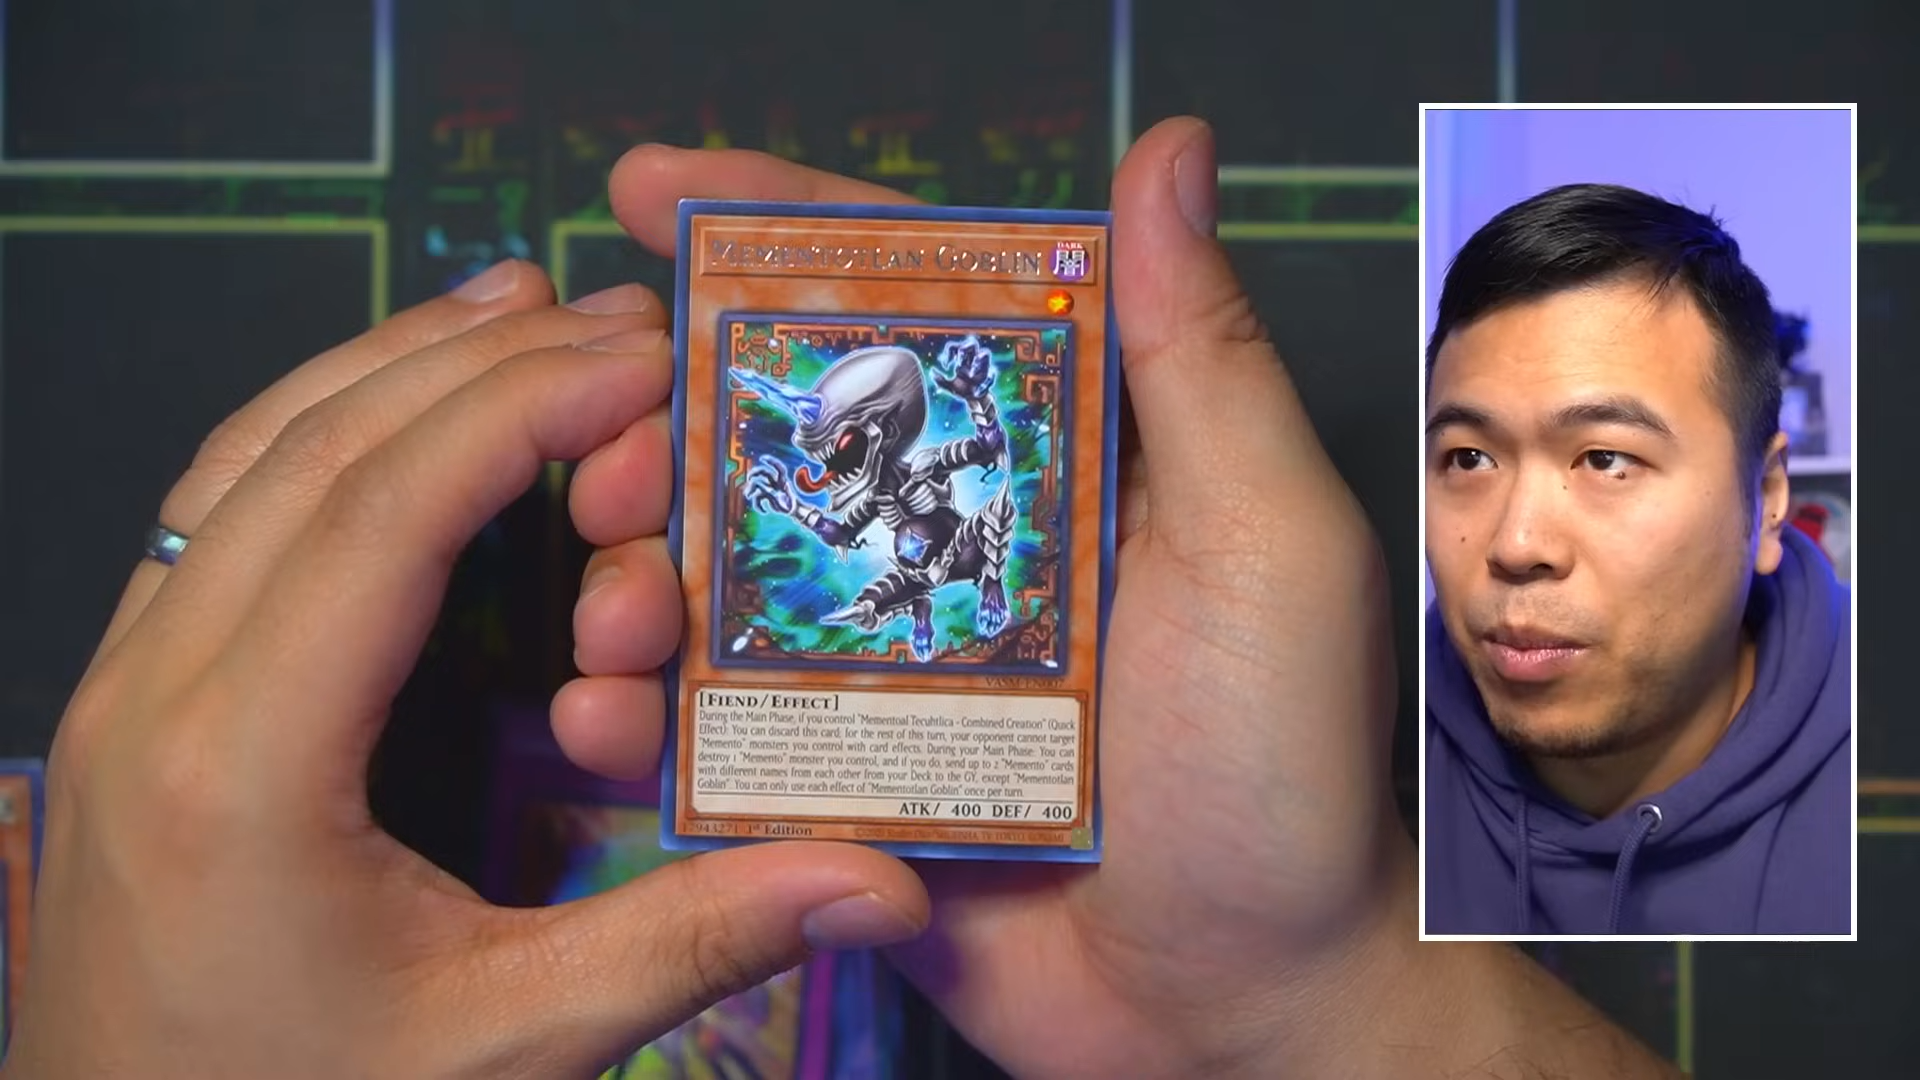 Mementotlan Goblin
DARK
VASM-EN007
[Fiend/Effect]
During the Main Phase, if you control "Mementoal Tecuhtlica - Combined Creation" (Quick
Effect): You can discard this card; for the rest of this turn, your opponent cannot target
"Memento" monsters you control with card effects. During your Main Phase: You can
destroy 1 "Memento" monster you control, and if you do, send up to 2 "Memento" cards
with different names from each other from your Deck to the GY, except "Mementotlan
Goblin". You can only use each effect of "Mementotlan Goblin" once per turn.
ATK/ 400 DEF/ 400
17943271 1st Edition